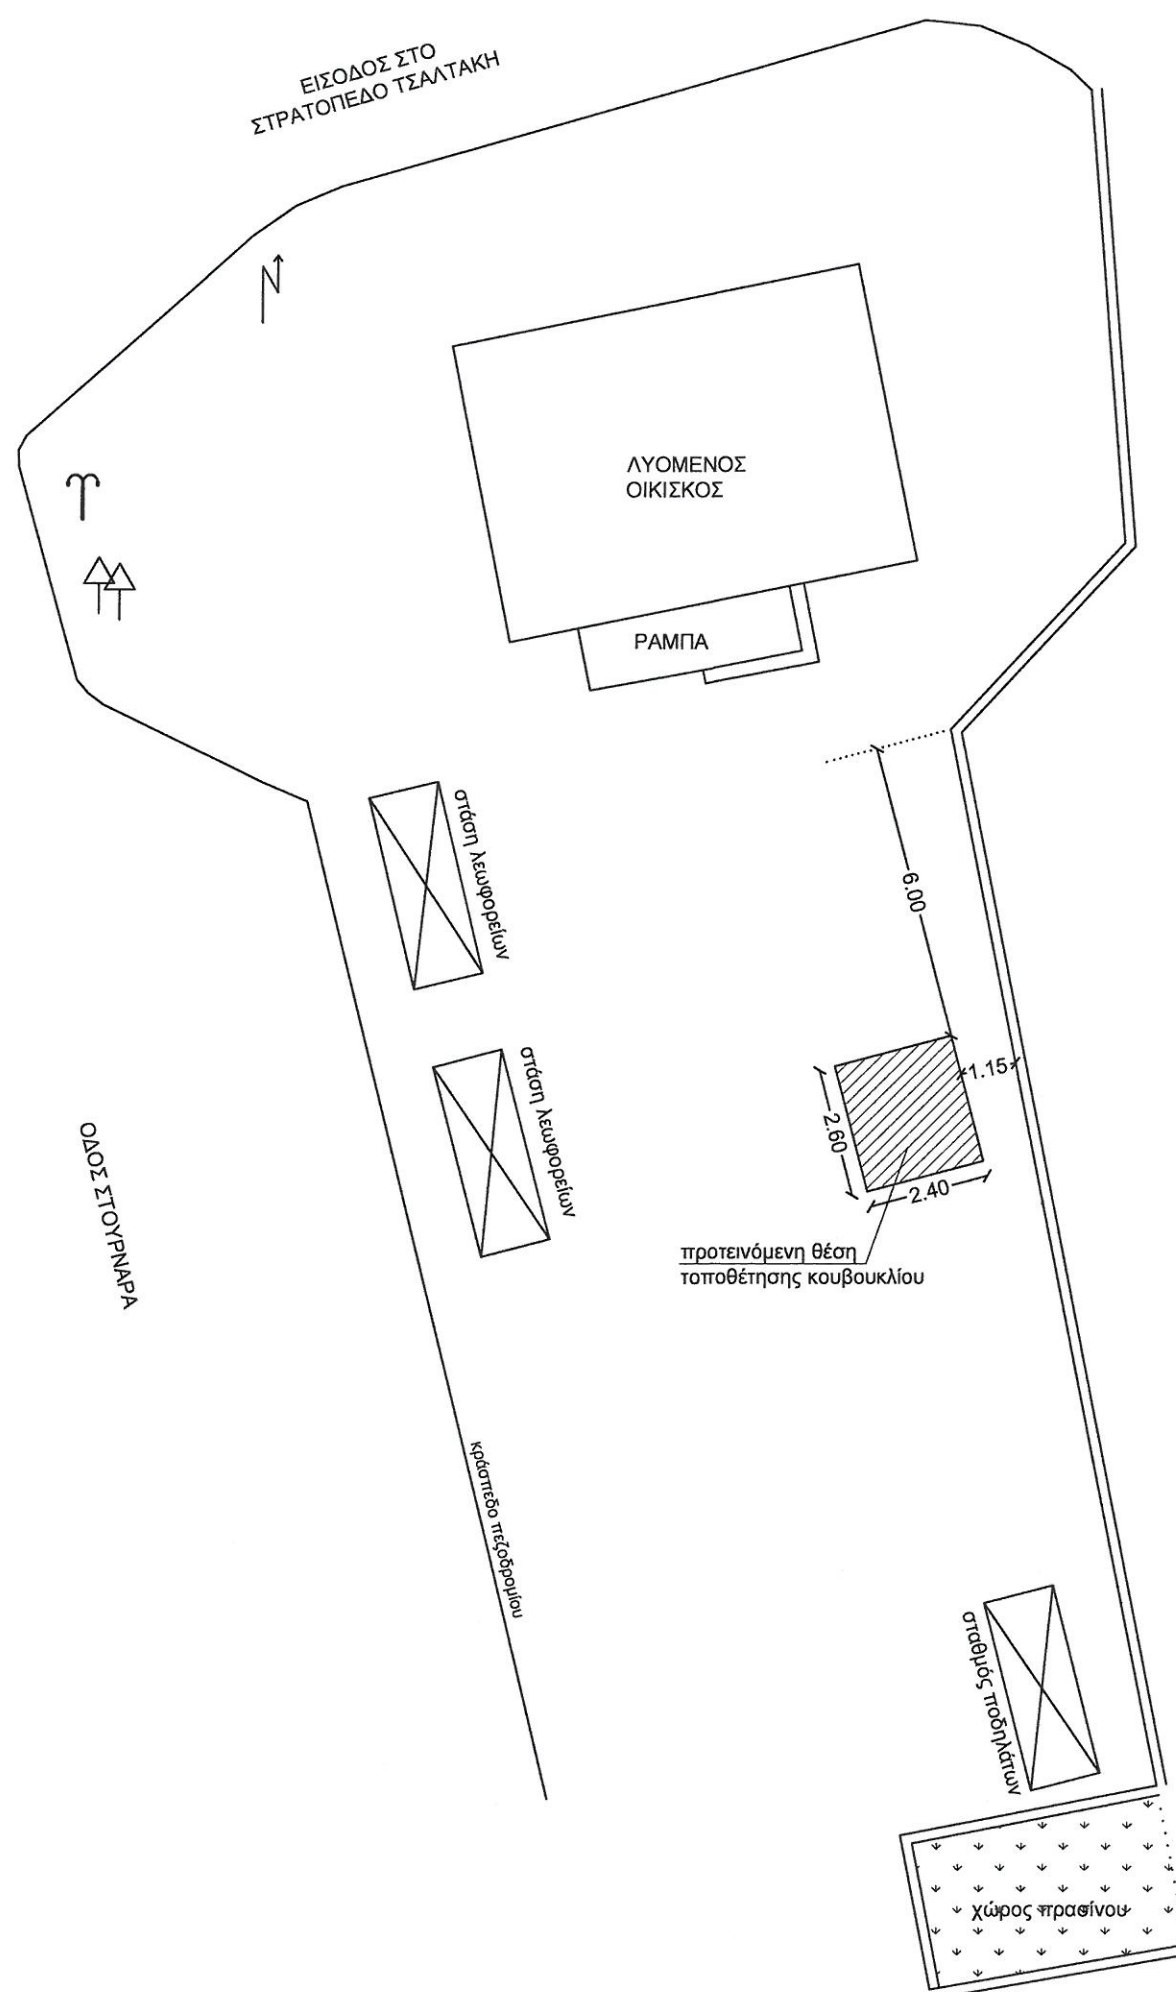 ΕΙΣΟΔΟΣ ΣΤΟ
ΣΤΡΑΤΟΠΕΔΟ ΤΣΑΛΤΑΚΗ
ΛΥΟΜΕΝΟΣ
ΟΙΚΙΣΚΟΣ
ΡΑΜΠΑ
στάση λεωφορείων
6.00
στάση λεωφορείων
1.15
2.60
2.40
ΟΔΟΣ ΣΤΟΥΡΝΑΡΑ
προτεινόμενη θέση
τοποθέτησης κουβουκλίου
κράσπεδο πεζοδρομίου
σταθμός ποδηλάτων
χώρος πρασίνου